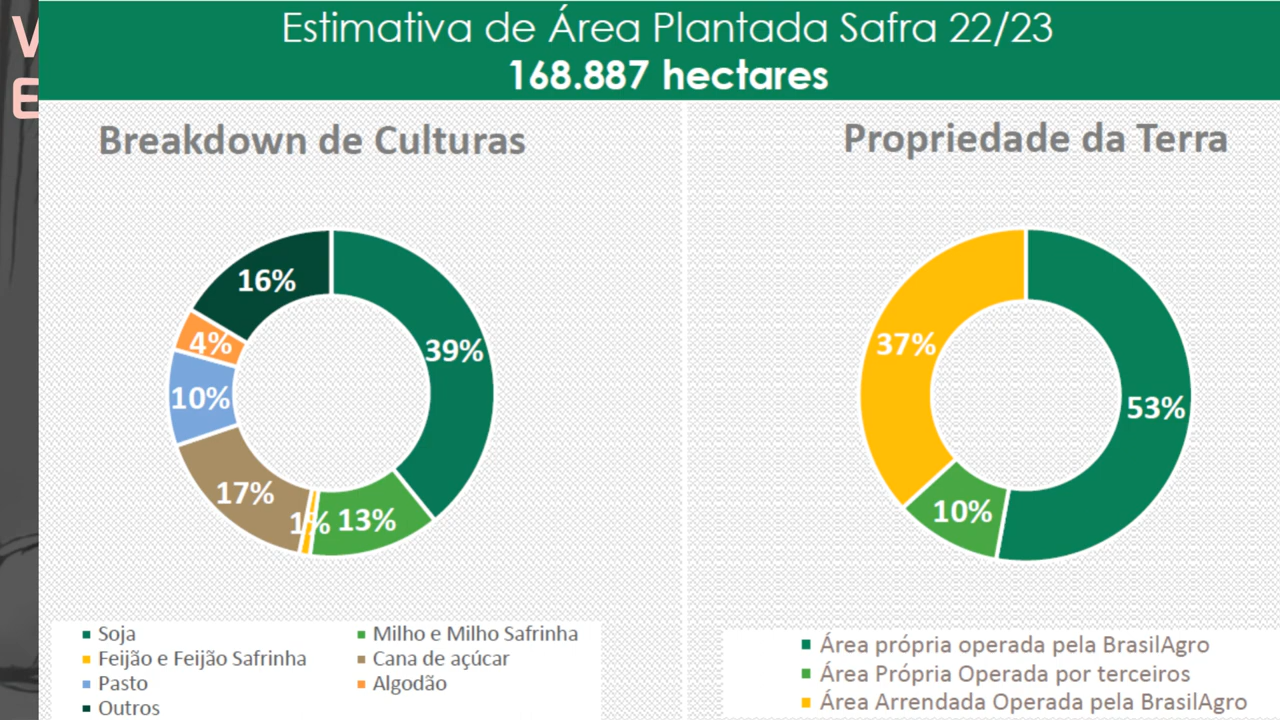 Estimativa de Área Plantada Safra 22/23
168.887 hectares
V
E
Breakdown de Culturas
16%
39%
4%
10%
17%
1%
13%
Soja
Milho e Milho Safrinha
Feijão e Feijão Safrinha
Cana de açúcar
Pasto
Algodão
Outros
Propriedade da Terra
37%
53%
10%
Área própria operada pela BrasilAgro
Área Própria Operada por terceiros
Área Arrendada Operada pela BrasilAgro